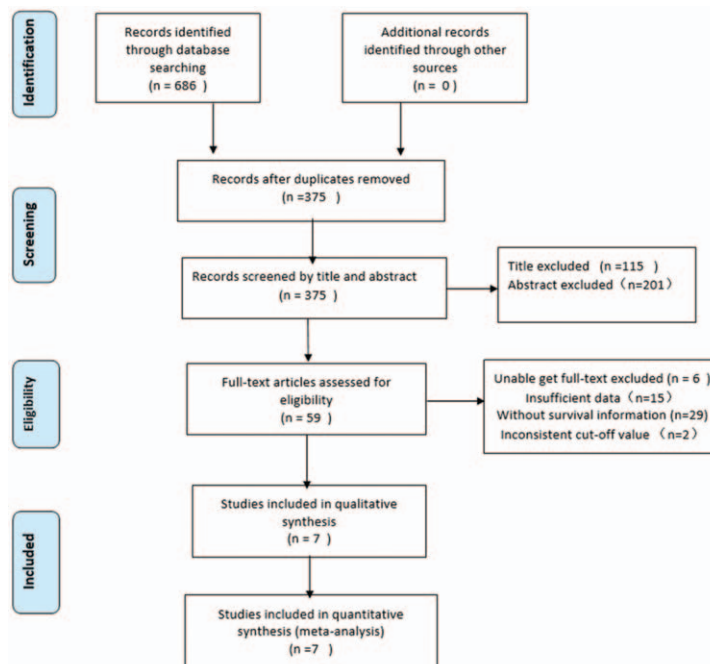 Identification
Records identified
through database
searching
(n = 686 )
Additional records
identified through other
sources
(n = 0 )
Screening
Records after duplicates removed
(n =375 )
Records screened by title and abstract
(n = 375 )
Title excluded (n =115 )
Abstract excluded（n=201）
Eligibility
Full-text articles assessed for
eligibility
(n = 59 )
Unable get full-text excluded (n = 6 )
Insufficient data（n=15）
Without survival information (n=29)
Inconsistent cut-off value （n=2）
Included
Studies included in qualitative
synthesis
(n = 7 )
Studies included in quantitative
synthesis (meta-analysis)
(n =7 )